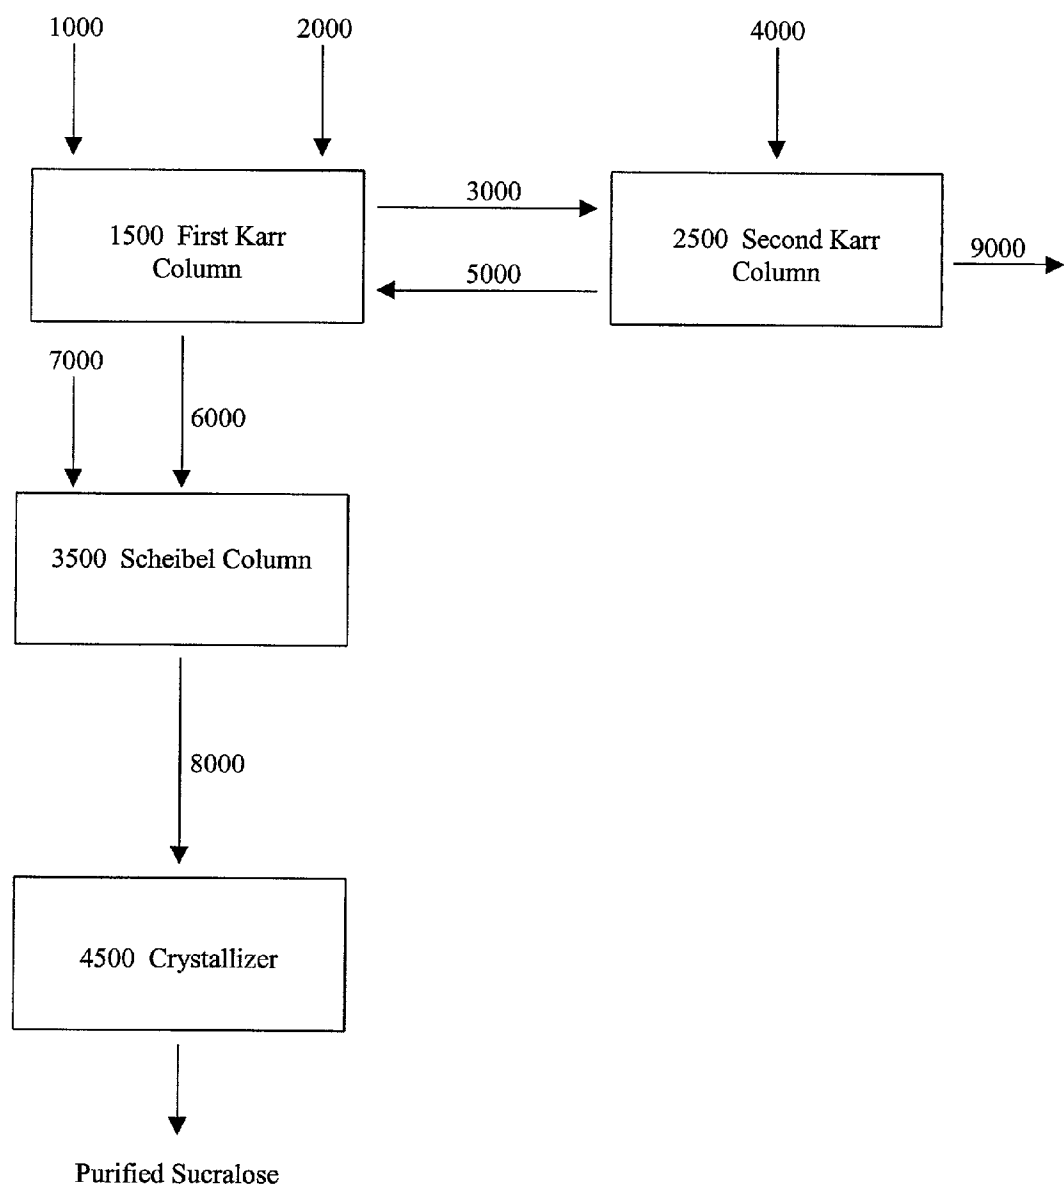 1000
2000
4000
1500 First Karr
Column
3000
5000
2500 Second Karr
Column
9000
7000
6000
3500 Scheibel Column
8000
4500 Crystallizer
Purified Sucralose